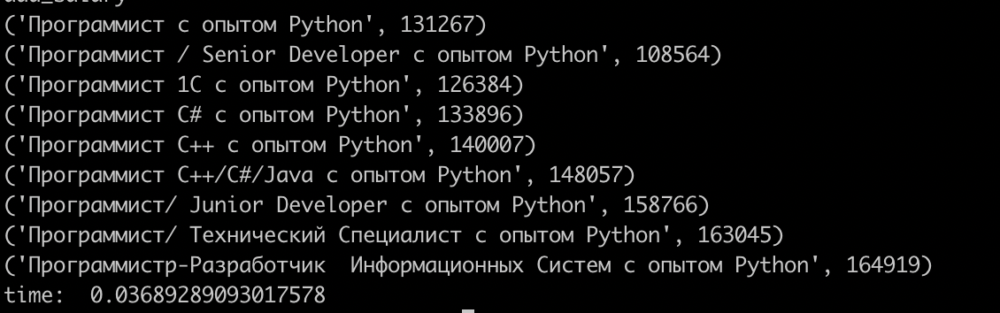 add_salary
('Программист с опытом Python', 131267)
('Программист / Senior Developer с опытом Python', 108564)
('Программист 1С с опытом Python', 126384)
('Программист C# с опытом Python', 133896)
('Программист C++ с опытом Python', 140007)
('Программист C++/C#/Java с опытом Python', 148057)
('Программист/ Junior Developer с опытом Python', 158766)
('Программист/ Технический Специалист с опытом Python', 163045)
('Программистр-Разработчик  Информационных Систем с опытом Python', 164919)
time:  0.03689289093017578